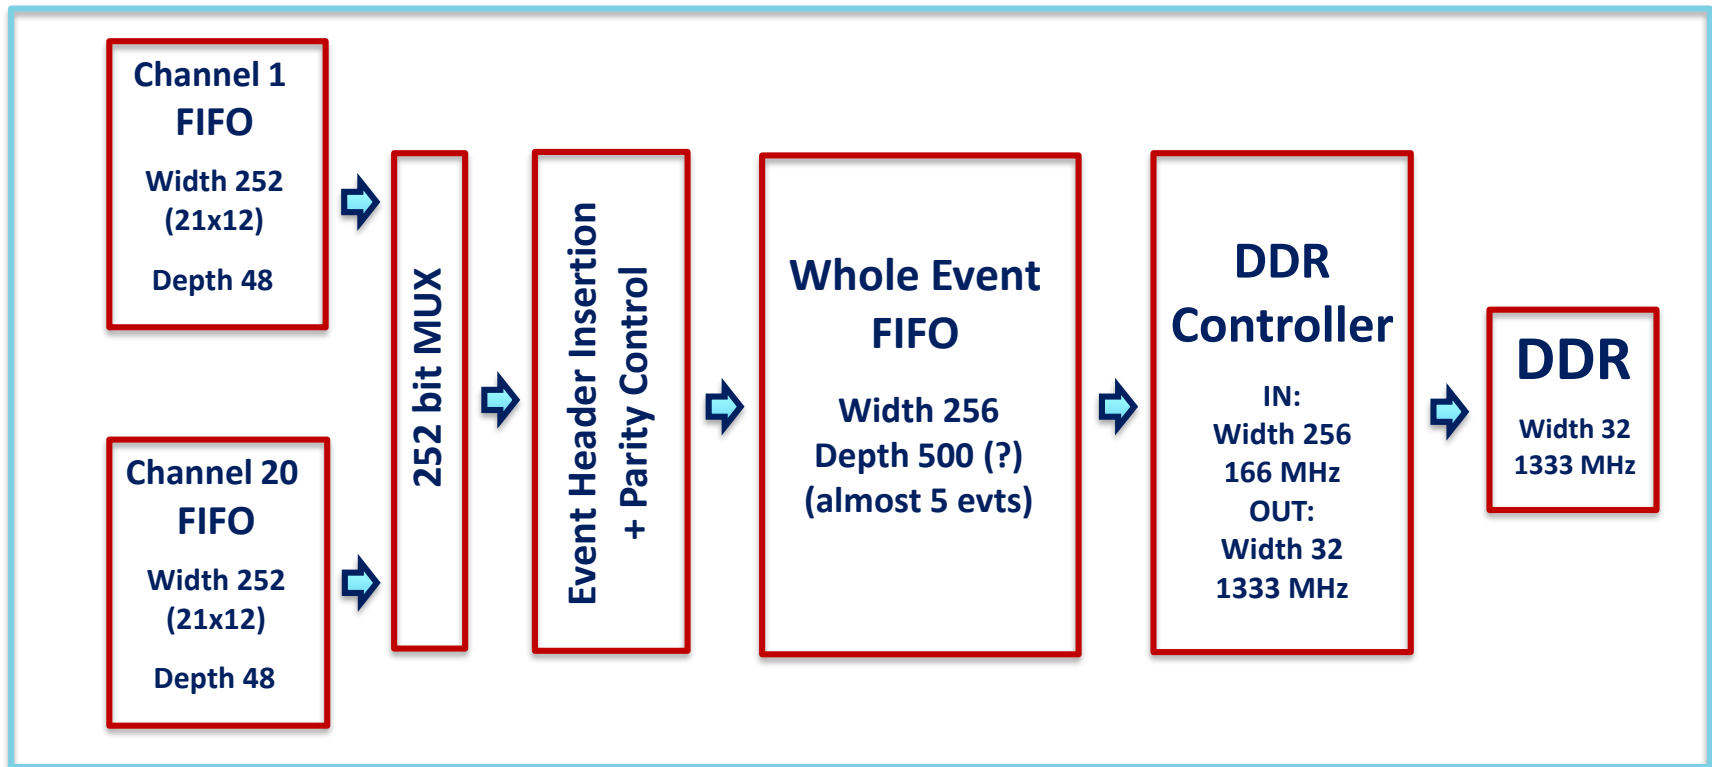 Channel 1
FIFO
Width 252
(21x12)
Depth 48
Channel 20
FIFO
Width 252
(21x12)
Depth 48
252 bit MUX
Event Header Insertion
+ Parity Control
Whole Event
FIFO
Width 256
Depth 500 (?)
(almost 5 evts)
DDR
Controller
IN:
Width 256
166 MHz
OUT:
Width 32
1333 MHz
DDR
Width 32
1333 MHz